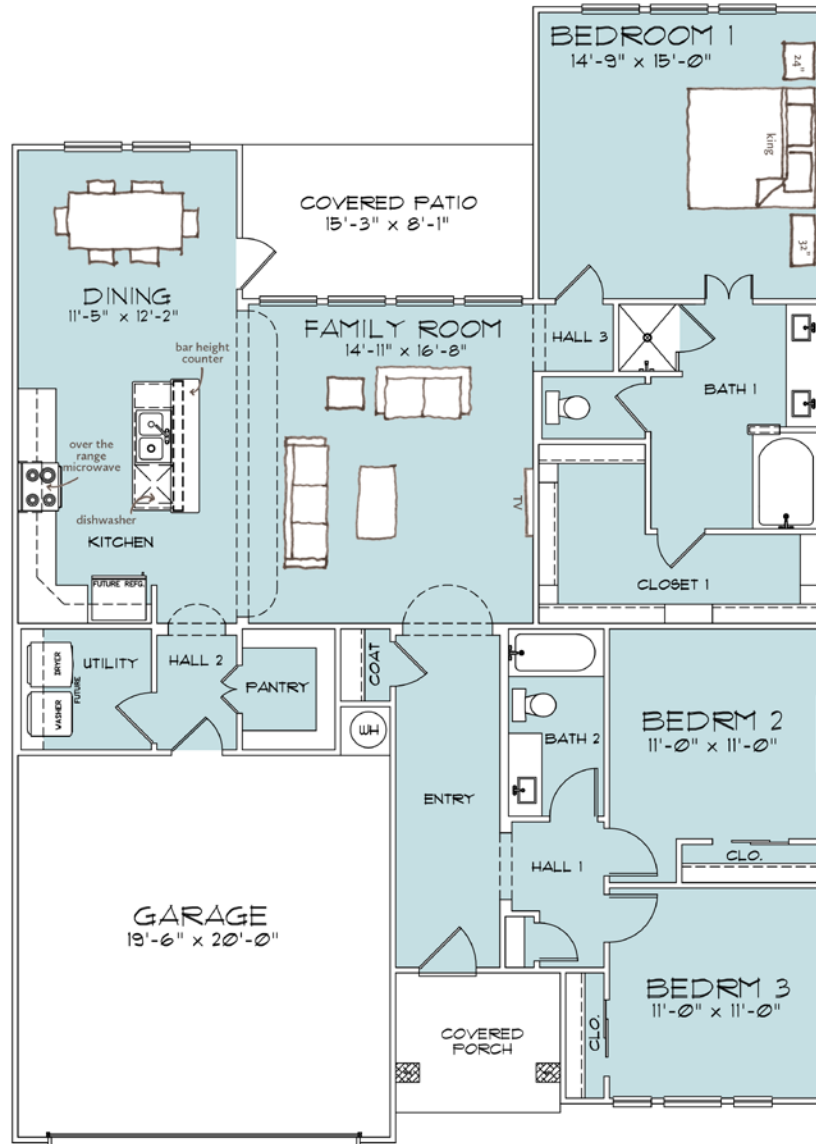 BEDROOM 1
14'-9" x 15'-0"
24"
king
32"
COVERED PATIO
15'-3" x 8'-1"
DINING
11'-5" x 12'-2"
FAMILY ROOM
14'-11" x 16'-8"
HALL 3
bar height
counter
BATH 1
over the
range
microwave
TV
dishwasher
KITCHEN
FUTURE REFG.
CLOSET 1
DRYER
WASHER
FUTURE
UTILITY
HALL 2
PANTRY
COAT
WH
BATH 2
BEDRM 2
11'-0" x 11'-0"
ENTRY
CLO.
HALL 1
GARAGE
19'-6" x 20'-0"
BEDRM 3
11'-0" x 11'-0"
CLO.
COVERED
PORCH